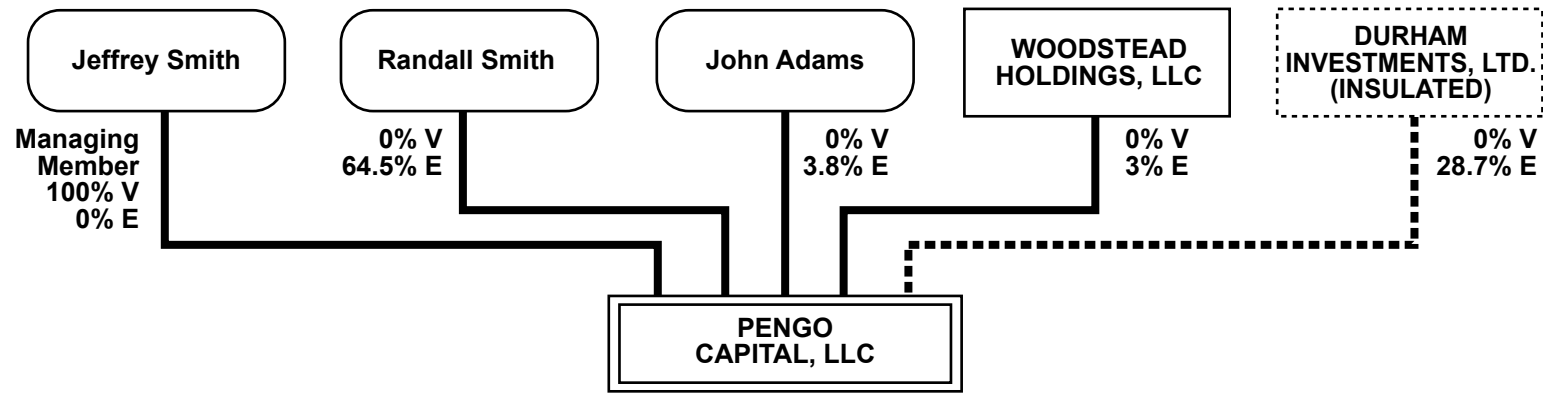 Jeffrey Smith
Randall Smith
John Adams
WOODSTEAD
HOLDINGS, LLC
DURHAM
INVESTMENTS, LTD.
(INSULATED)
Managing
Member
100% V
0% E
0% V
64.5% E
0% V
3.8% E
0% V
3% E
0% V
28.7% E
PENGO
CAPITAL, LLC